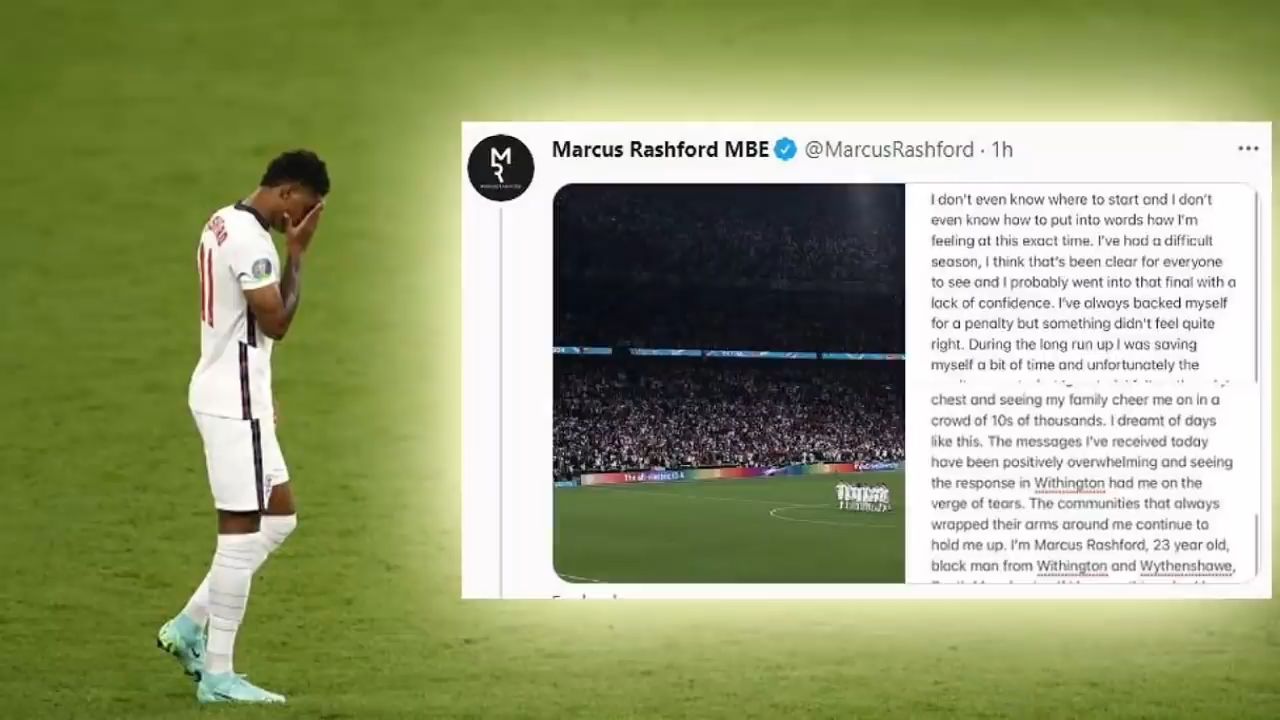 Marcus Rashford MBE @MarcusRashford · 1h
MR
11
I don't even know where to start and I don't
even know how to put into words how I'm
feeling at this exact time. I've had a difficult
season, I think that's been clear for everyone
to see and I probably went into that final with a
lack of confidence. I've always backed myself
for a penalty but something didn't feel quite
right. During the long run up I was saving
myself a bit of time and unfortunately the
chest and seeing my family cheer me on in a
crowd of 10s of thousands. I dreamt of days
like this. The messages I've received today
have been positively overwhelming and seeing
the response in Withington had me on the
verge of tears. The communities that always
wrapped their arms around me continue to
hold me up. I'm Marcus Rashford, 23 year old,
black man from Withington and Wythenshawe,